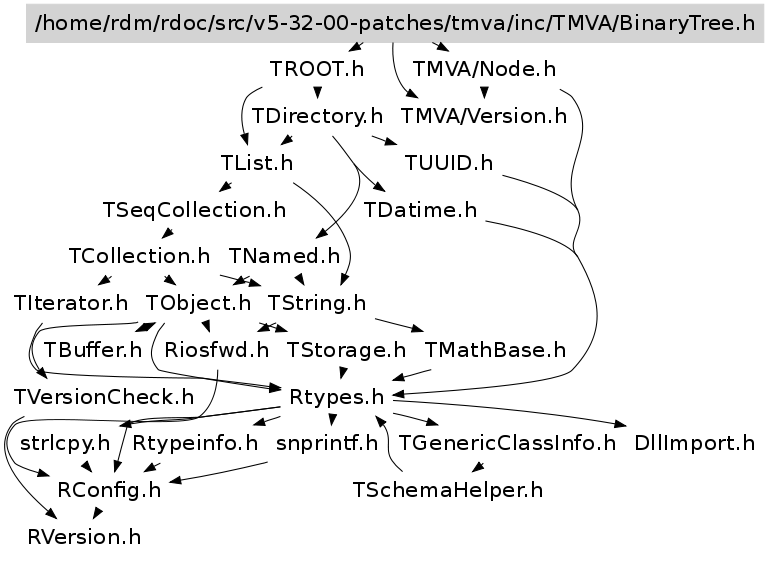 /home/rdm/rdoc/src/v5-32-00-patches/tmva/inc/TMVA/BinaryTree.h
TROOT.h TMVA/Node.h
TDirectory.h TMVA/Version.h
TList.h TUUID.h
TSeqCollection.h TDatime.h
TCollection.h TNamed.h
TIterator.h TObject.h TString.h
TBuffer.h Riosfwd.h TStorage.h TMathBase.h
TVersionCheck.h Rtypes.h
strlcpy.h Rtypeinfo.h snprintf.h TGenericClassInfo.h DllImport.h
RConfig.h TSchemaHelper.h
RVersion.h